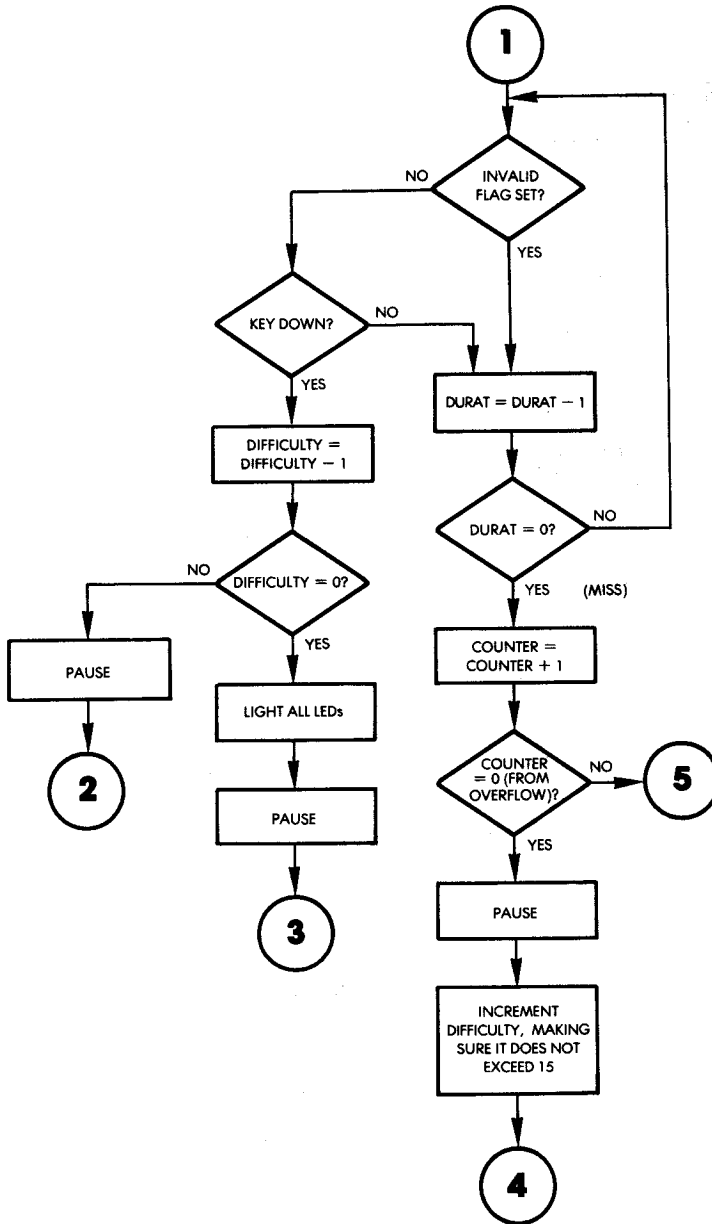 1
INVALID
FLAG SET?
NO
YES
KEY DOWN?
NO
YES
DURAT = DURAT − 1
DIFFICULTY =
DIFFICULTY − 1
DURAT = 0?
NO
YES
(MISS)
DIFFICULTY = 0?
NO
YES
PAUSE
2
LIGHT ALL LEDs
PAUSE
3
COUNTER =
COUNTER + 1
COUNTER
= 0 (FROM
OVERFLOW)?
NO
5
YES
PAUSE
INCREMENT
DIFFICULTY, MAKING
SURE IT DOES NOT
EXCEED 15
4